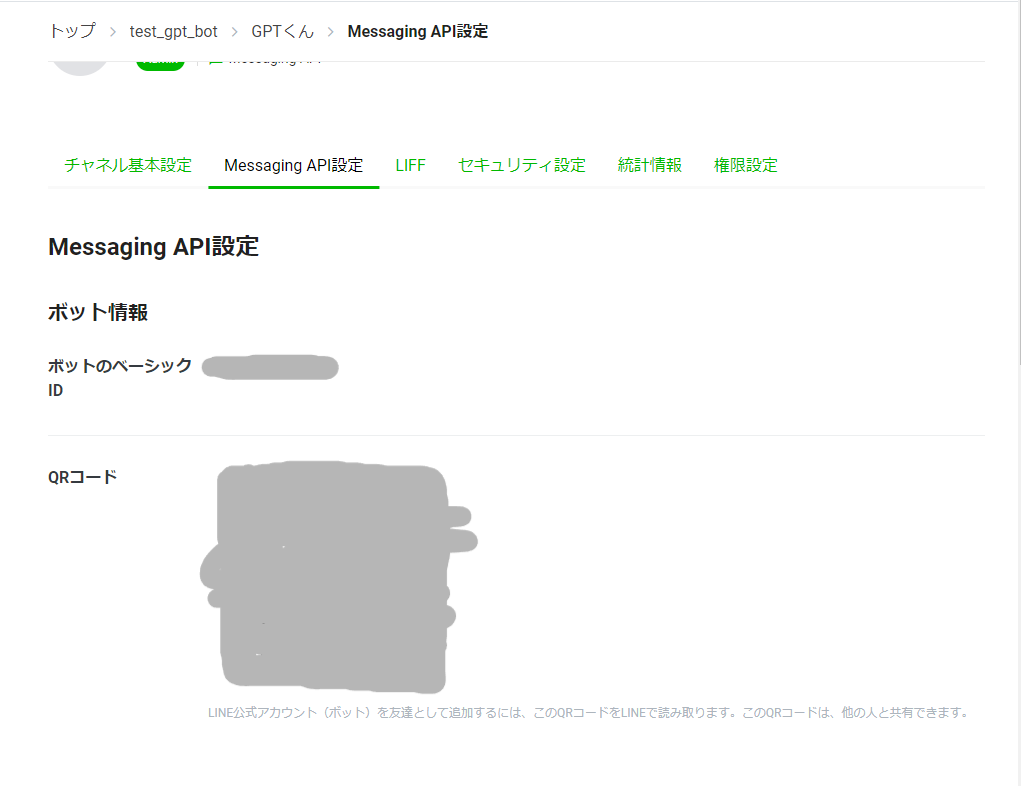 トップ > test_gpt_bot > GPTくん > Messaging API設定
チャネル基本設定 Messaging API設定 LIFF セキュリティ設定 統計情報 権限設定
Messaging API設定
ボット情報
ボットのベーシック
ID
QRコード
LINE公式アカウント（ボット）を友達として追加するには、このQRコードをLINEで読み取ります。このQRコードは、他の人と共有できます。